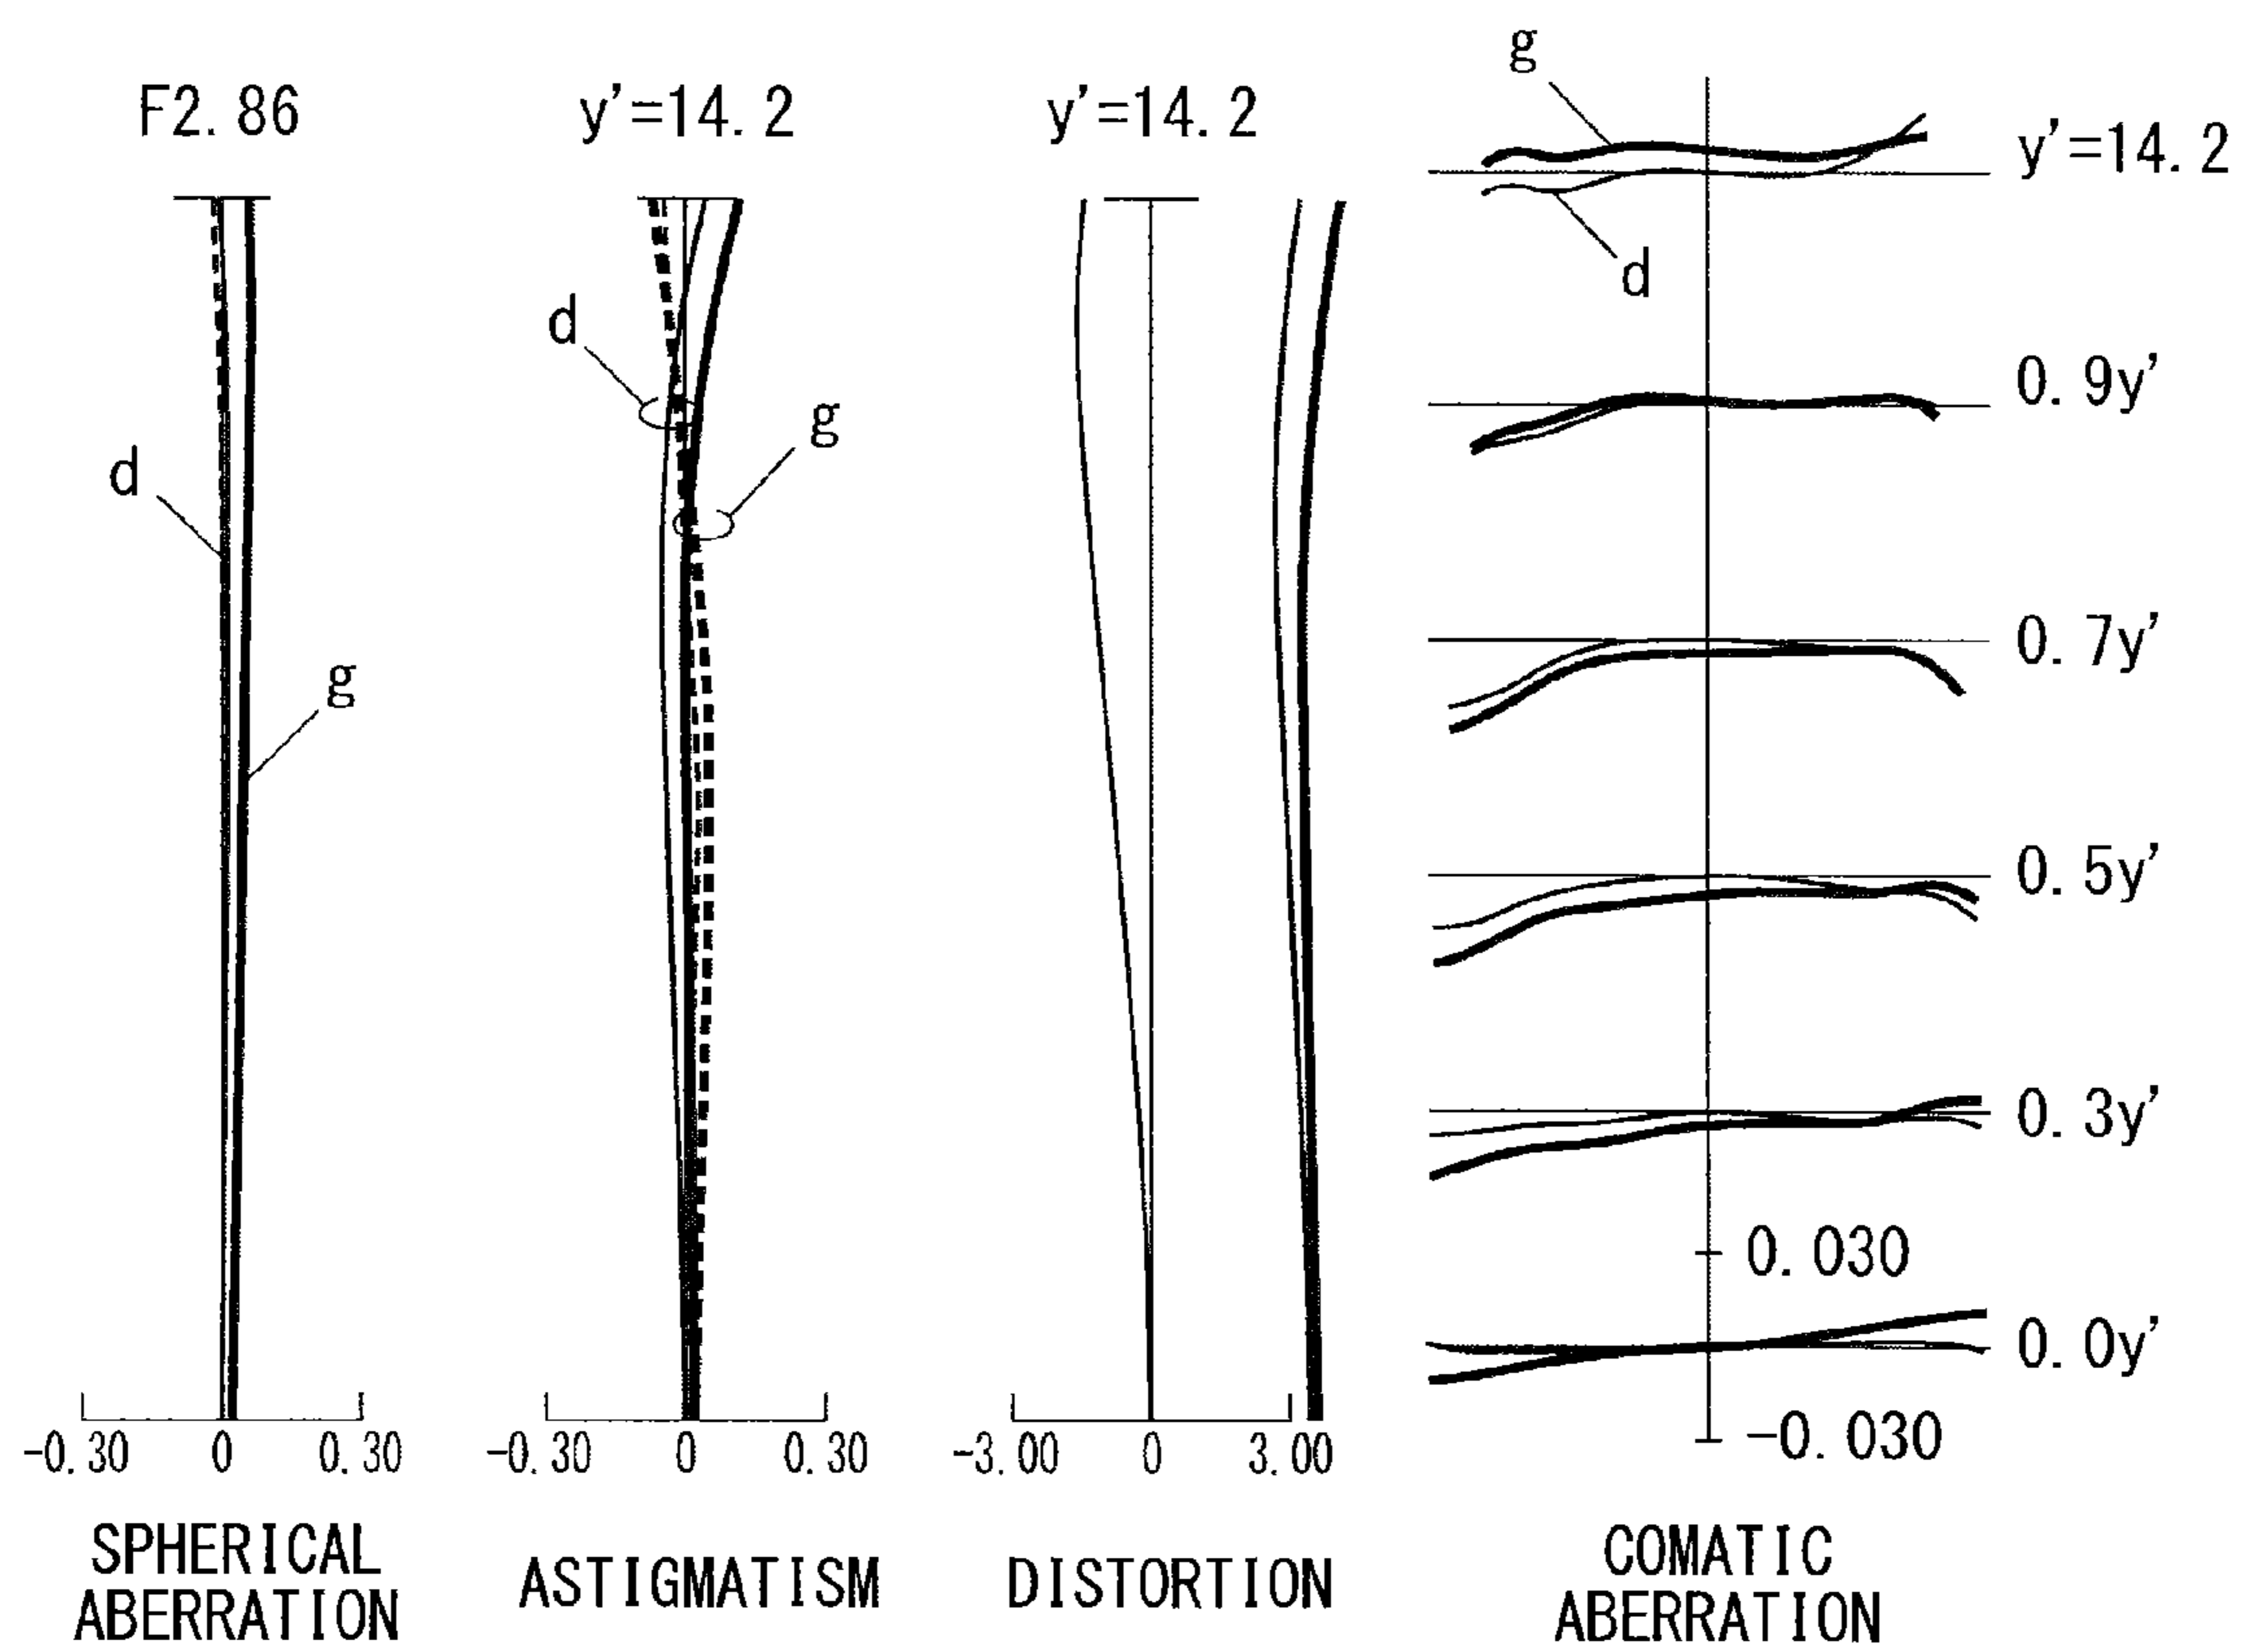 F2.86
d
g
-0.30 0 0.30
SPHERICAL
ABERRATION
y'=14.2
d
g
-0.30 0 0.30
ASTIGMATISM
y'=14.2
-3.00 0 3.00
DISTORTION
g
y'=14.2
d
0.9y'
0.7y'
0.5y'
0.3y'
0.030
0.0y'
-0.030
COMATIC
ABERRATION